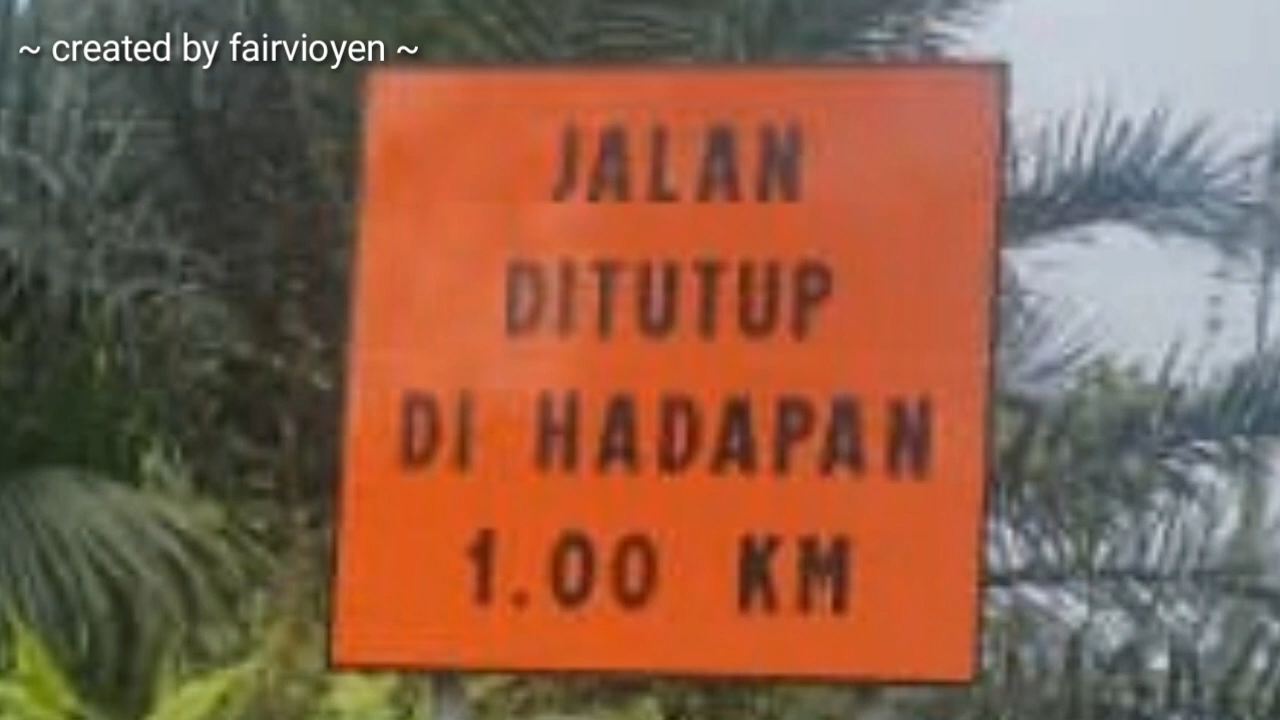 ~ created by fairvioyen ~
JALAN
DITUTUP
DI HADAPAN
1.00 KM